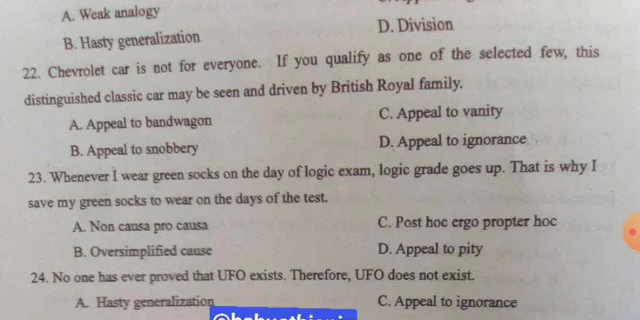 A. Weak analogy
D. Division
B. Hasty generalization
22. Chevrolet car is not for everyone. If you qualify as one of the selected few, this
distinguished classic car may be seen and driven by British Royal family.
A. Appeal to bandwagon
C. Appeal to vanity
B. Appeal to snobbery
D. Appeal to ignorance
23. Whenever I wear green socks on the day of logic exam, logic grade goes up. That is why I
save my green socks to wear on the days of the test.
A. Non causa pro causa
C. Post hoc ergo propter hoc
B. Oversimplified cause
D. Appeal to pity
24. No one has ever proved that UFO exists. Therefore, UFO does not exist.
A. Hasty generalization
C. Appeal to ignorance